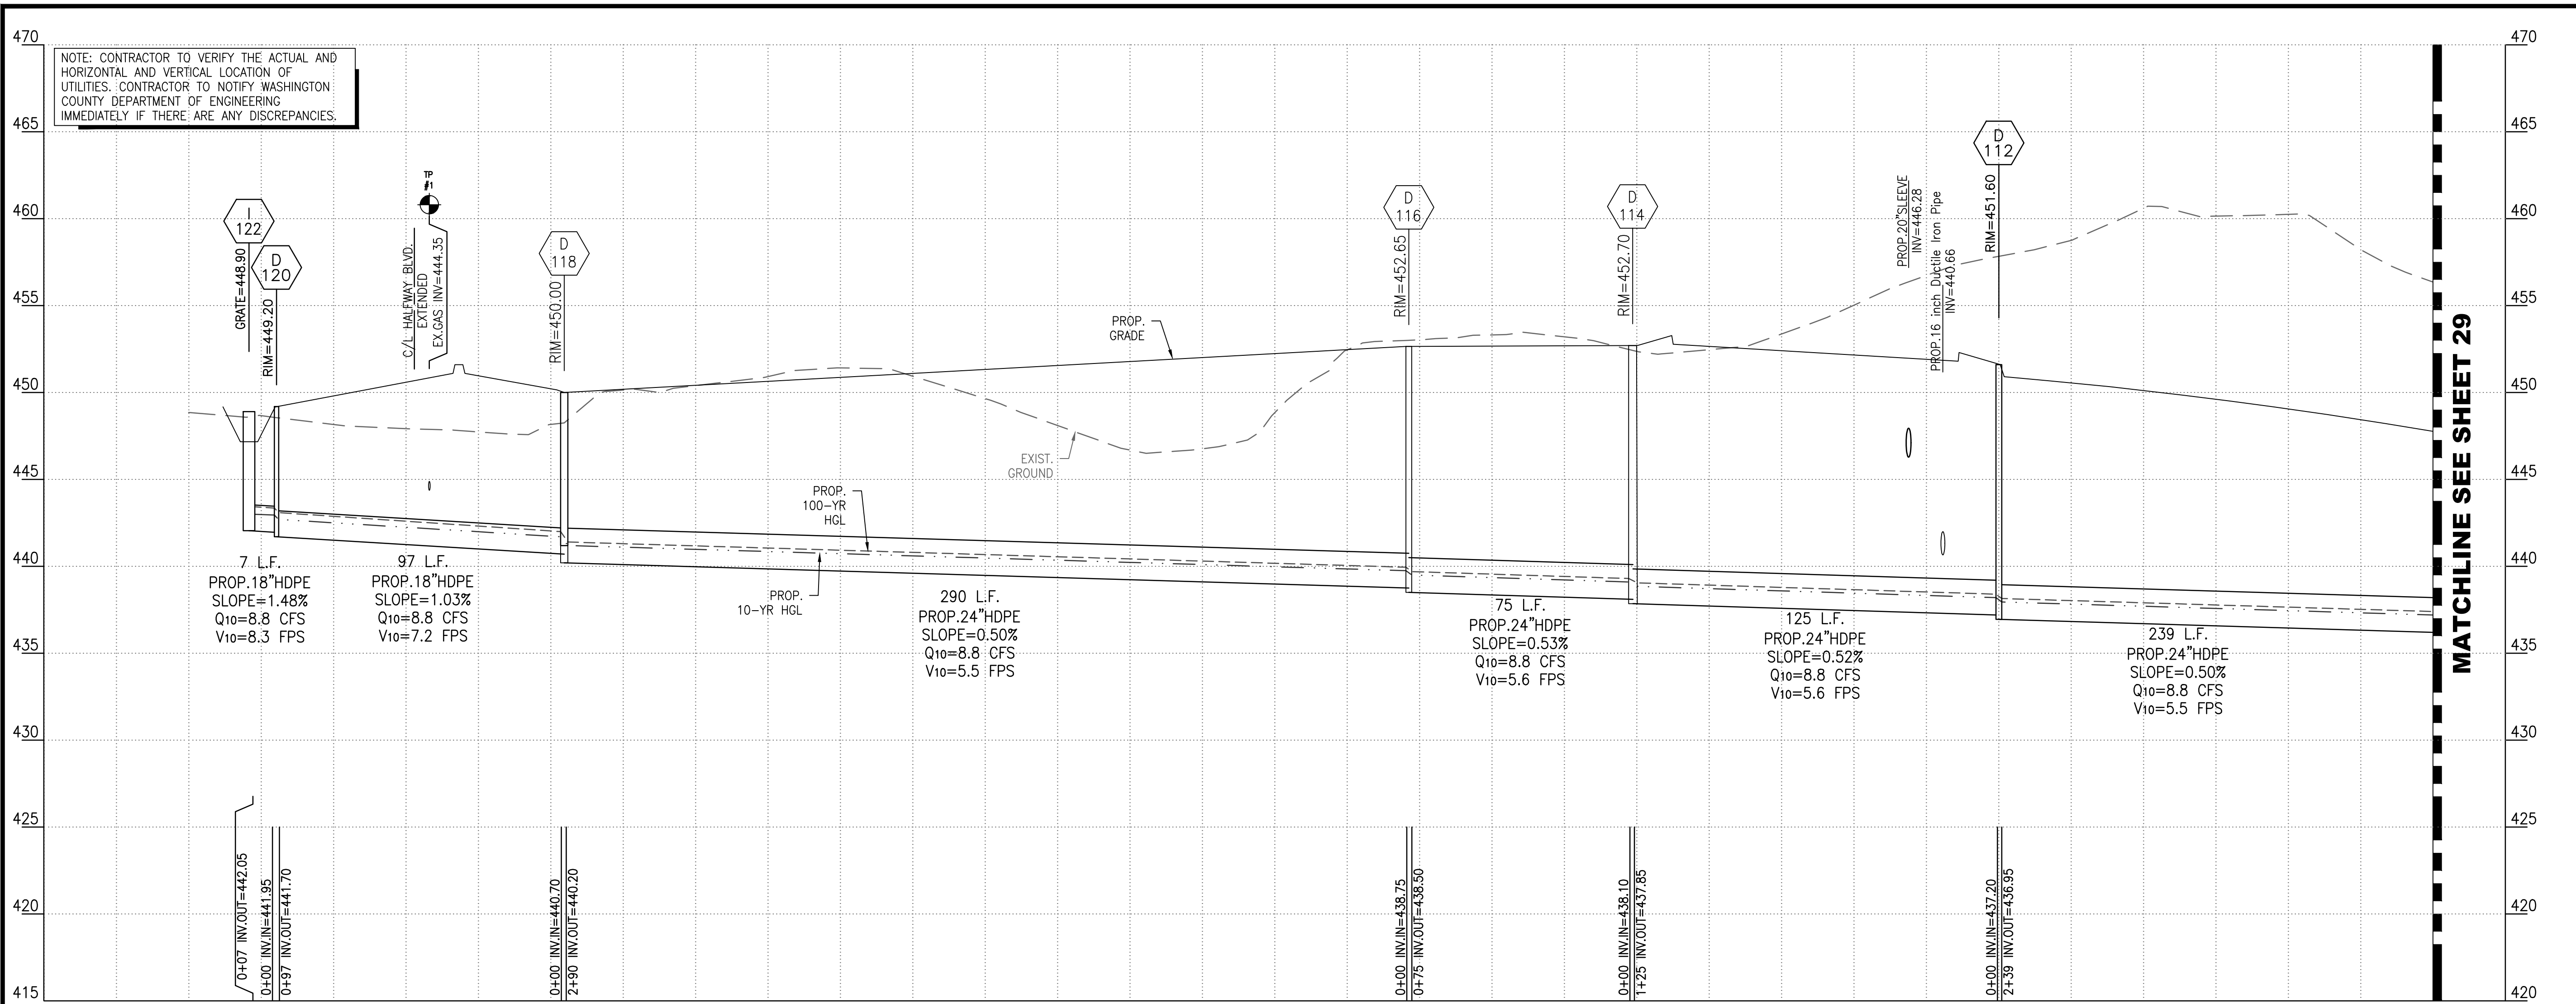 470
470
NOTE: CONTRACTOR TO VERIFY THE ACTUAL AND
HORIZONTAL AND VERTICAL LOCATION OF
UTILITIES. CONTRACTOR TO NOTIFY WASHINGTON
COUNTY DEPARTMENT OF ENGINEERING
IMMEDIATELY IF THERE ARE ANY DISCREPANCIES.
465
465
460
460
455
455
450
450
445
445
440
440
435
435
430
430
425
425
420
420
415
420
I
122
GRATE=448.90
D
120
RIM=449.20
C/L HALFWAY BLVD.
EXTENDED
EX.GAS INV=444.35
TP
#1
D
118
RIM=450.00
PROP.
GRADE
EXIST.
GROUND
PROP.
100-YR
HGL
PROP.
10-YR HGL
D
116
RIM=452.65
D
114
RIM=452.70
PROP.20"SLEEVE
INV=446.28
PROP.16 inch Ductile Iron Pipe
INV=440.66
D
112
RIM=451.60
7 L.F.
PROP.18"HDPE
SLOPE=1.48%
Q10=8.8 CFS
V10=8.3 FPS
97 L.F.
PROP.18"HDPE
SLOPE=1.03%
Q10=8.8 CFS
V10=7.2 FPS
290 L.F.
PROP.24"HDPE
SLOPE=0.50%
Q10=8.8 CFS
V10=5.5 FPS
75 L.F.
PROP.24"HDPE
SLOPE=0.53%
Q10=8.8 CFS
V10=5.6 FPS
125 L.F.
PROP.24"HDPE
SLOPE=0.52%
Q10=8.8 CFS
V10=5.6 FPS
239 L.F.
PROP.24"HDPE
SLOPE=0.50%
Q10=8.8 CFS
V10=5.5 FPS
MATCHLINE SEE SHEET 29
0+07 INV.OUT=442.05
0+00 INV.IN=441.95
0+97 INV.OUT=441.70
0+00 INV.IN=440.70
2+90 INV.OUT=440.20
0+00 INV.IN=438.75
0+75 INV.OUT=438.50
0+00 INV.IN=438.10
1+25 INV.OUT=437.85
0+00 INV.IN=437.20
2+39 INV.OUT=436.95